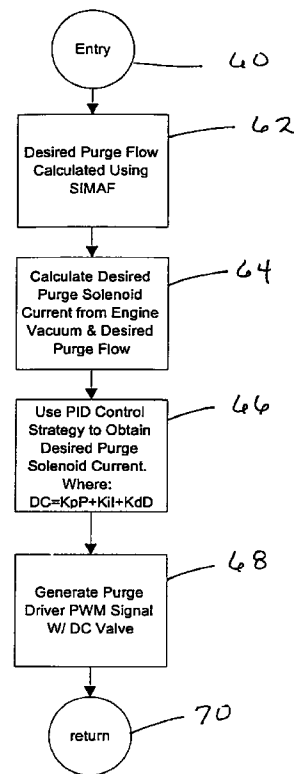 Entry
60
Desired Purge Flow
Calculated Using
SIMAF
62
Calculate Desired
Purge Solenoid
Current from Engine
Vacuum & Desired
Purge Flow
64
Use PID Control
Strategy to Obtain
Desired Purge
Solenoid Current.
Where:
DC=KpP+KiI+KdD
66
Generate Purge
Driver PWM Signal
W/ DC Valve
68
return
70